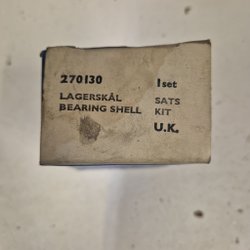 270130 1 set
LAGERSKÅL SATS
BEARING SHELL KIT
U.K.